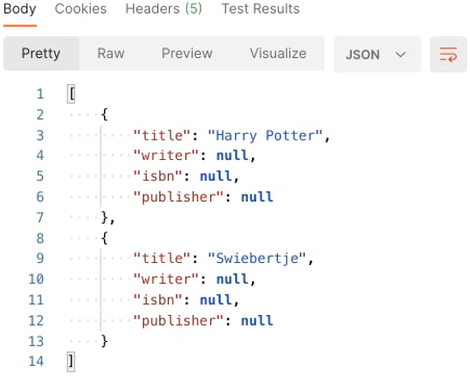 Body Cookies Headers (5) Test Results
Pretty Raw Preview Visualize JSON
1 [
2 {
3 "title": "Harry Potter",
4 "writer": null,
5 "isbn": null,
6 "publisher": null
7 },
8 {
9 "title": "Swiebertje",
10 "writer": null,
11 "isbn": null,
12 "publisher": null
13 }
14 ]